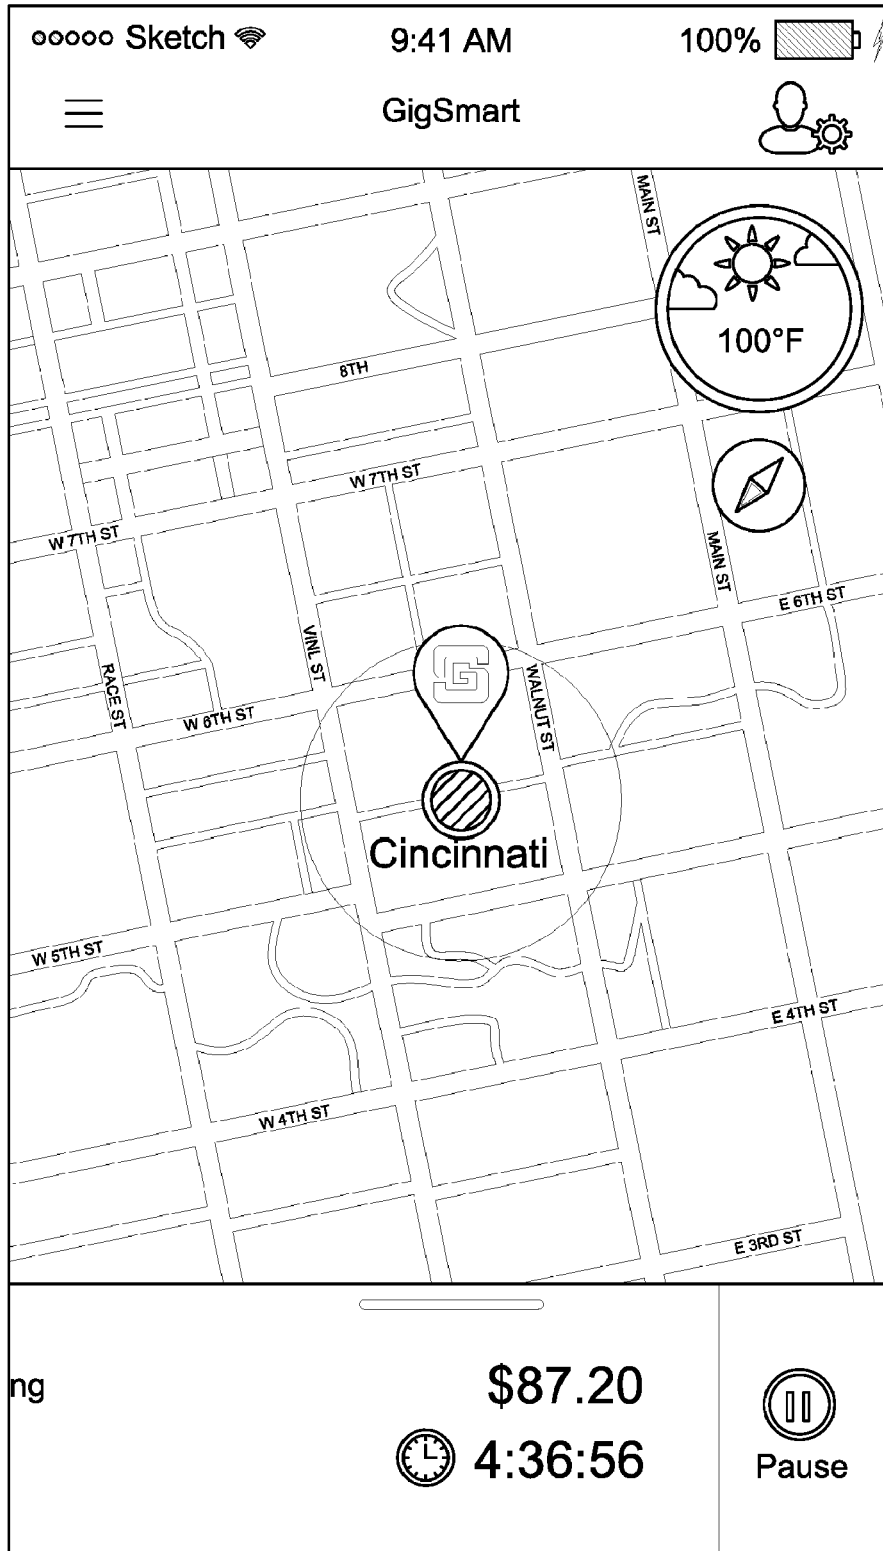 Sketch 9:41 AM 100%
GigSmart
MAIN ST
100°F
8TH
W 7TH ST
W 7TH ST
MAIN ST
E 6TH ST
VINL ST
RACE ST
WALNUT ST
W 6TH ST
Cincinnati
W 5TH ST
E 4TH ST
W 4TH ST
E 3RD ST
ng
$87.20
4:36:56
Pause